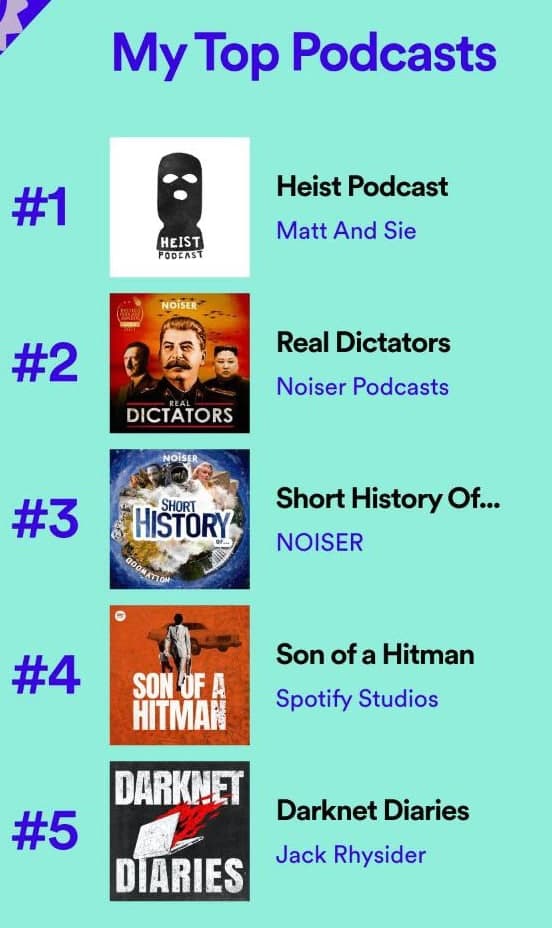 My Top Podcasts
#1
HEIST
PODCAST
Heist Podcast
Matt And Sie
#2
NOISER
REAL
DICTATORS
Real Dictators
Noiser Podcasts
#3
NOISER
SHORT
HISTORY
OF...
HOLLYWOOD
Short History Of...
NOISER
#4
SON OF A
HITMAN
Son of a Hitman
Spotify Studios
#5
DARKNET
DIARIES
Darknet Diaries
Jack Rhysider